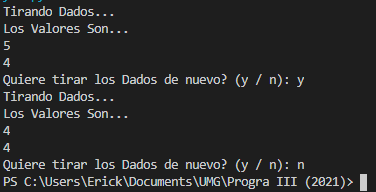 Tirando Dados...
Los Valores Son...
5
4
Quiere tirar los Dados de nuevo? (y / n): y
Tirando Dados...
Los Valores Son...
4
4
Quiere tirar los Dados de nuevo? (y / n): n
PS C:\Users\Erick\Documents\UMG\Progra III (2021)>